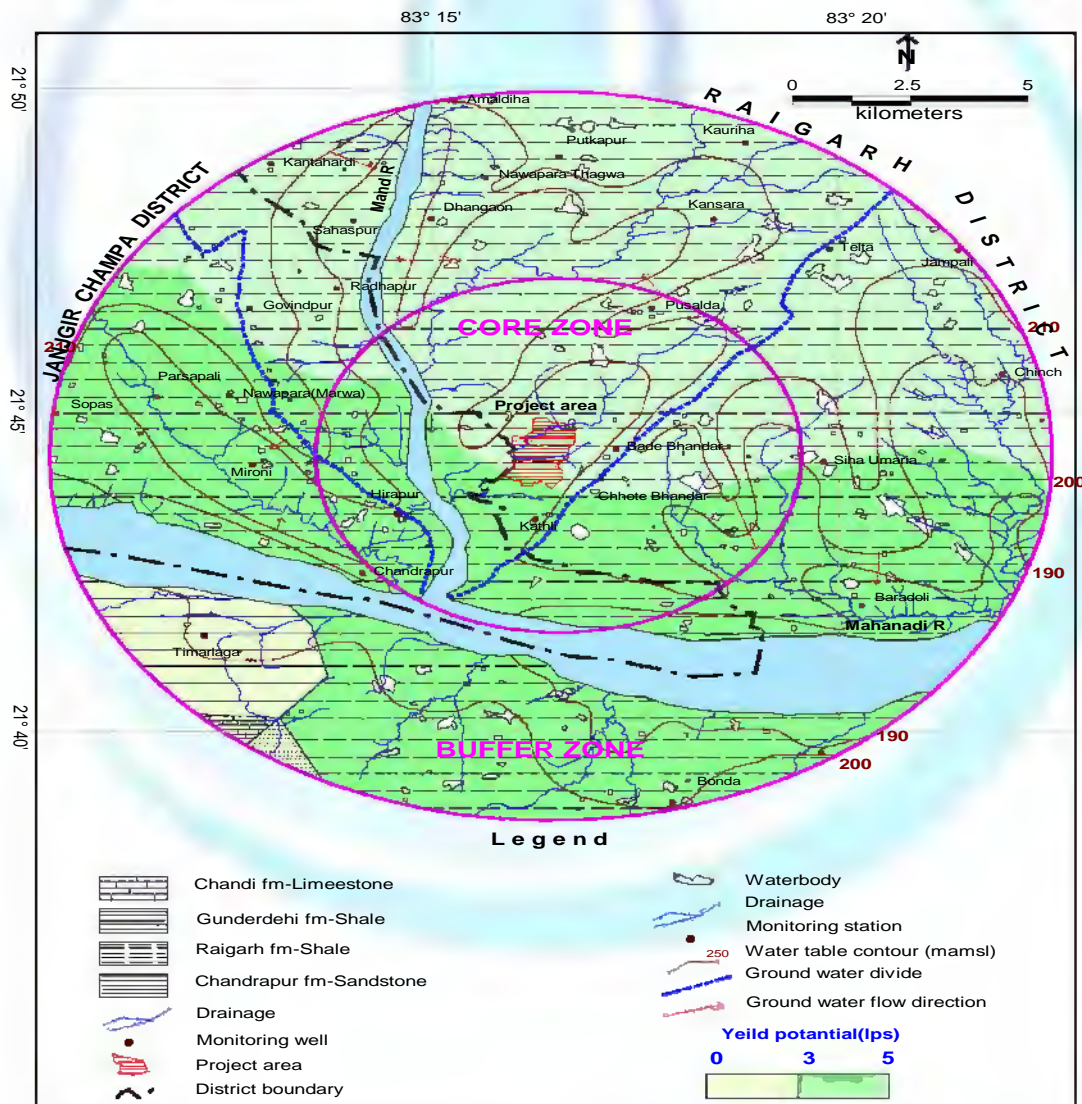 83° 15'
83° 20'
N
0 2.5 5
kilometers
21° 50'
21° 45'
21° 40'
RAIGARH DISTRICT
JANJGIR CHAMPA DISTRICT
Amaldiha
Putkapur
Kauriha
Kantahardi
Mand R
Nawapara Thagwa
Dhangaon
Kansara
Sahaspur
Telta
Jampali
Radhapur
Govindpur
Pusalda
CORE ZONE
210
210
Chinch
Parsapali
Nawapara(Marwa)
Sopas
Project area
Bade Bhandar
Siha Umaria
Mironi
Hirapur
Chhote Bhandar
200
Kathli
Chandrapur
190
Baradoli
Mahanadi R
Timarlaga
190
BUFFER ZONE
200
Bonda
Legend
Chandi fm-Limeestone
Gunderdehi fm-Shale
Raigarh fm-Shale
Chandrapur fm-Sandstone
Drainage
Monitoring well
Project area
District boundary
Waterbody
Drainage
Monitoring station
250 Water table contour (mamsl)
Ground water divide
Ground water flow direction
Yeild potential(lps)
0 3 5